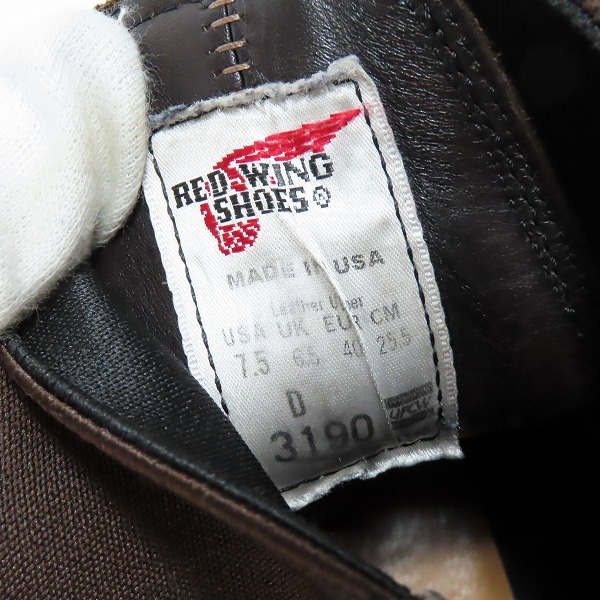 RED WING
SHOES ®
MADE IN USA
Leather Upper
USA UK EUR CM
7.5 6.5 40 25.5
D
3190
UFCW